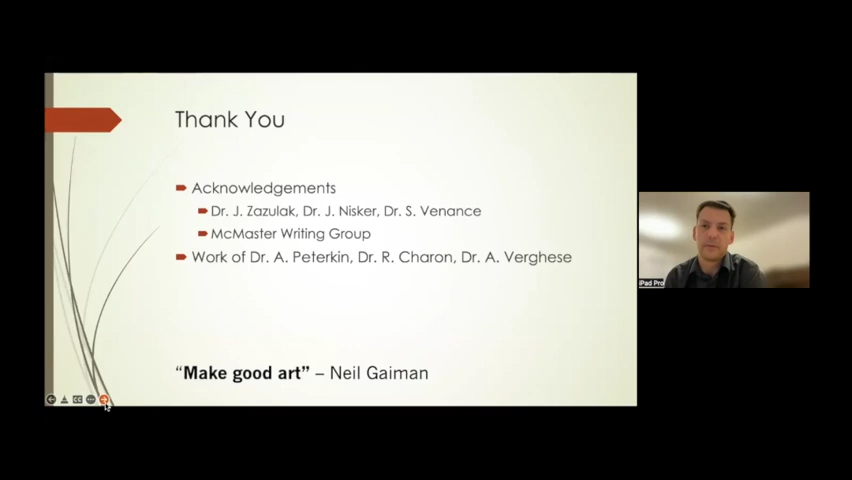 Thank You
Acknowledgements
Dr. J. Zazulak, Dr. J. Nisker, Dr. S. Venance
McMaster Writing Group
Work of Dr. A. Peterkin, Dr. R. Charon, Dr. A. Verghese
“Make good art” – Neil Gaiman
iPad Pro